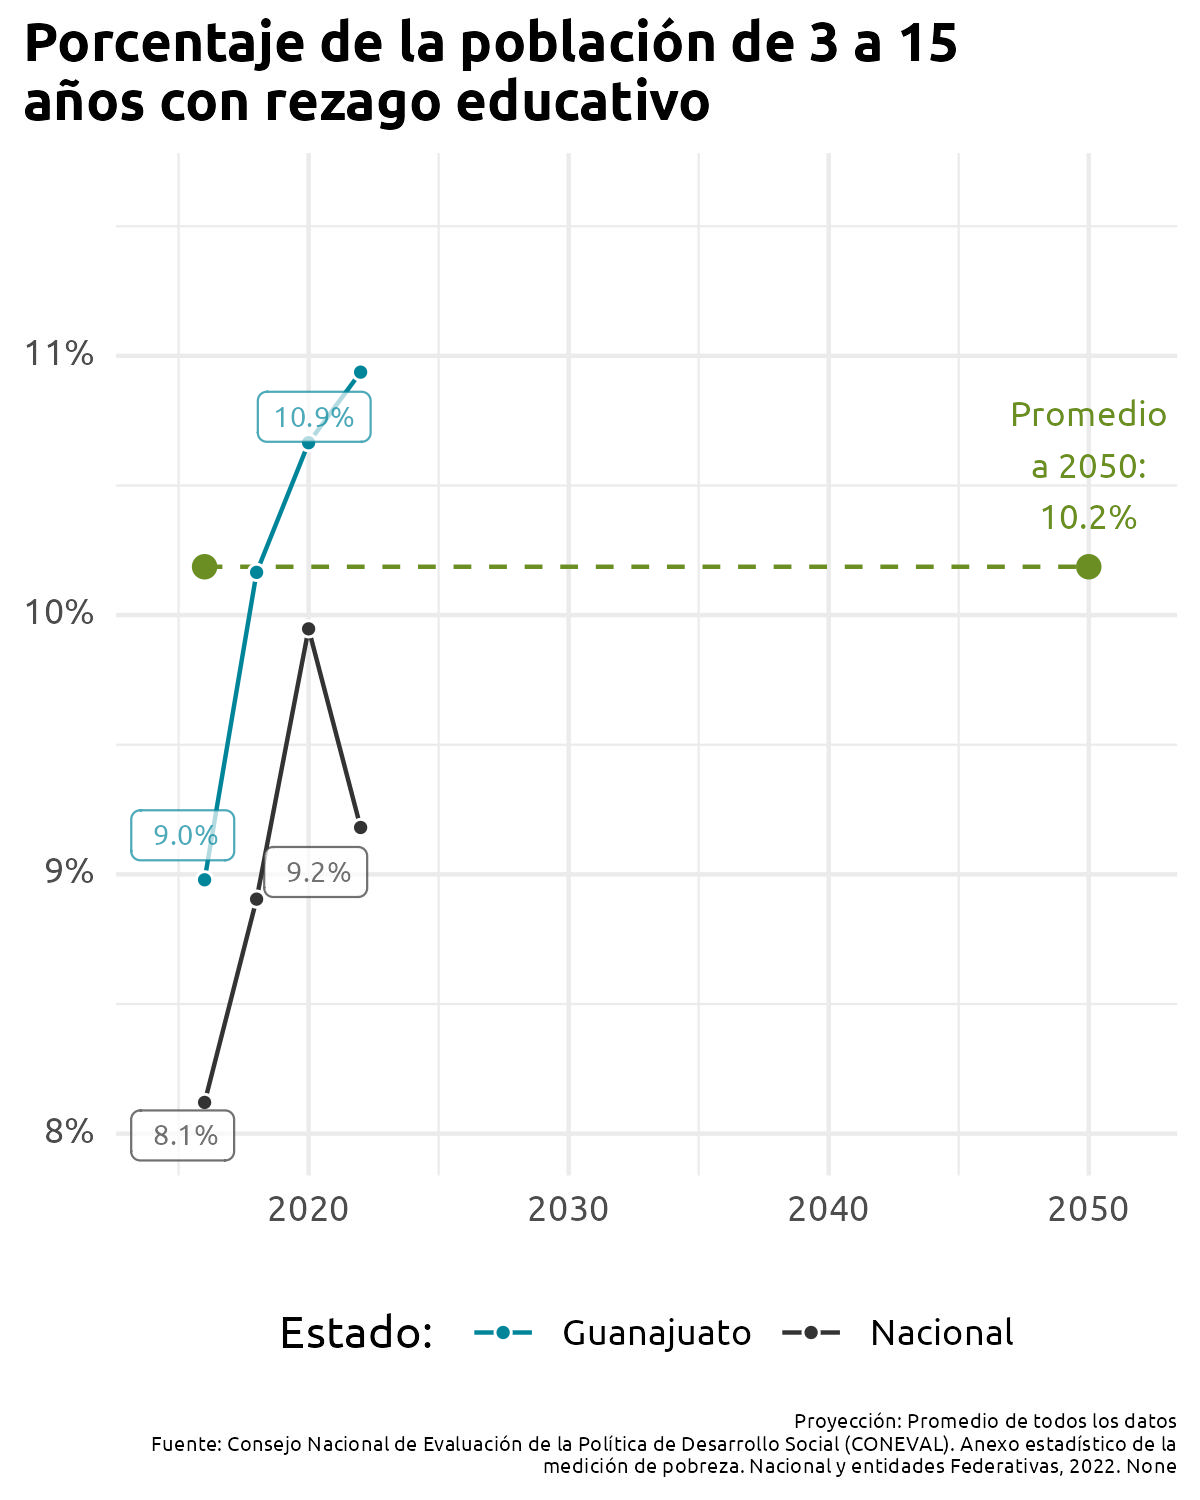 Porcentaje de la población de 3 a 15
años con rezago educativo
11%
10.9%
Promedio
a 2050:
10.2%
10%
9.0%
9%
9.2%
8%
8.1%
2020 2030 2040 2050
Estado: Guanajuato Nacional
Proyección: Promedio de todos los datos
Fuente: Consejo Nacional de Evaluación de la Política de Desarrollo Social (CONEVAL). Anexo estadístico de la
medición de pobreza. Nacional y entidades Federativas, 2022. None